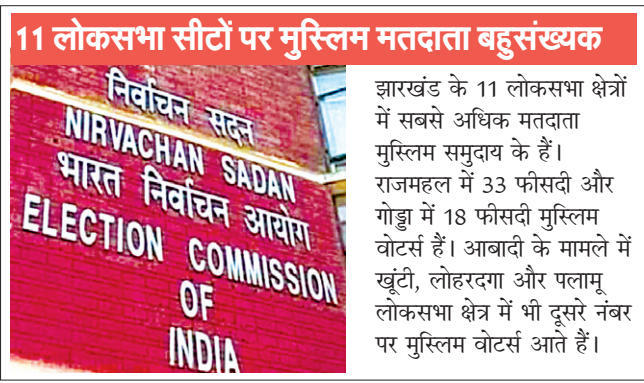 11 लोकसभा सीटों पर मुस्लिम मतदाता बहुसंख्यक
निर्वाचन सदन
NIRVACHAN SADAN
भारत निर्वाचन आयोग
ELECTION COMMISSION
OF
INDIA
झारखंड के 11 लोकसभा क्षेत्रों
में सबसे अधिक मतदाता
मुस्लिम समुदाय के हैं।
राजमहल में 33 फीसदी और
गोड्डा में 18 फीसदी मुस्लिम
वोटर्स हैं। आबादी के मामले में
खूंटी, लोहरदगा और पलामू
लोकसभा क्षेत्र में भी दूसरे नंबर
पर मुस्लिम वोटर्स आते हैं।